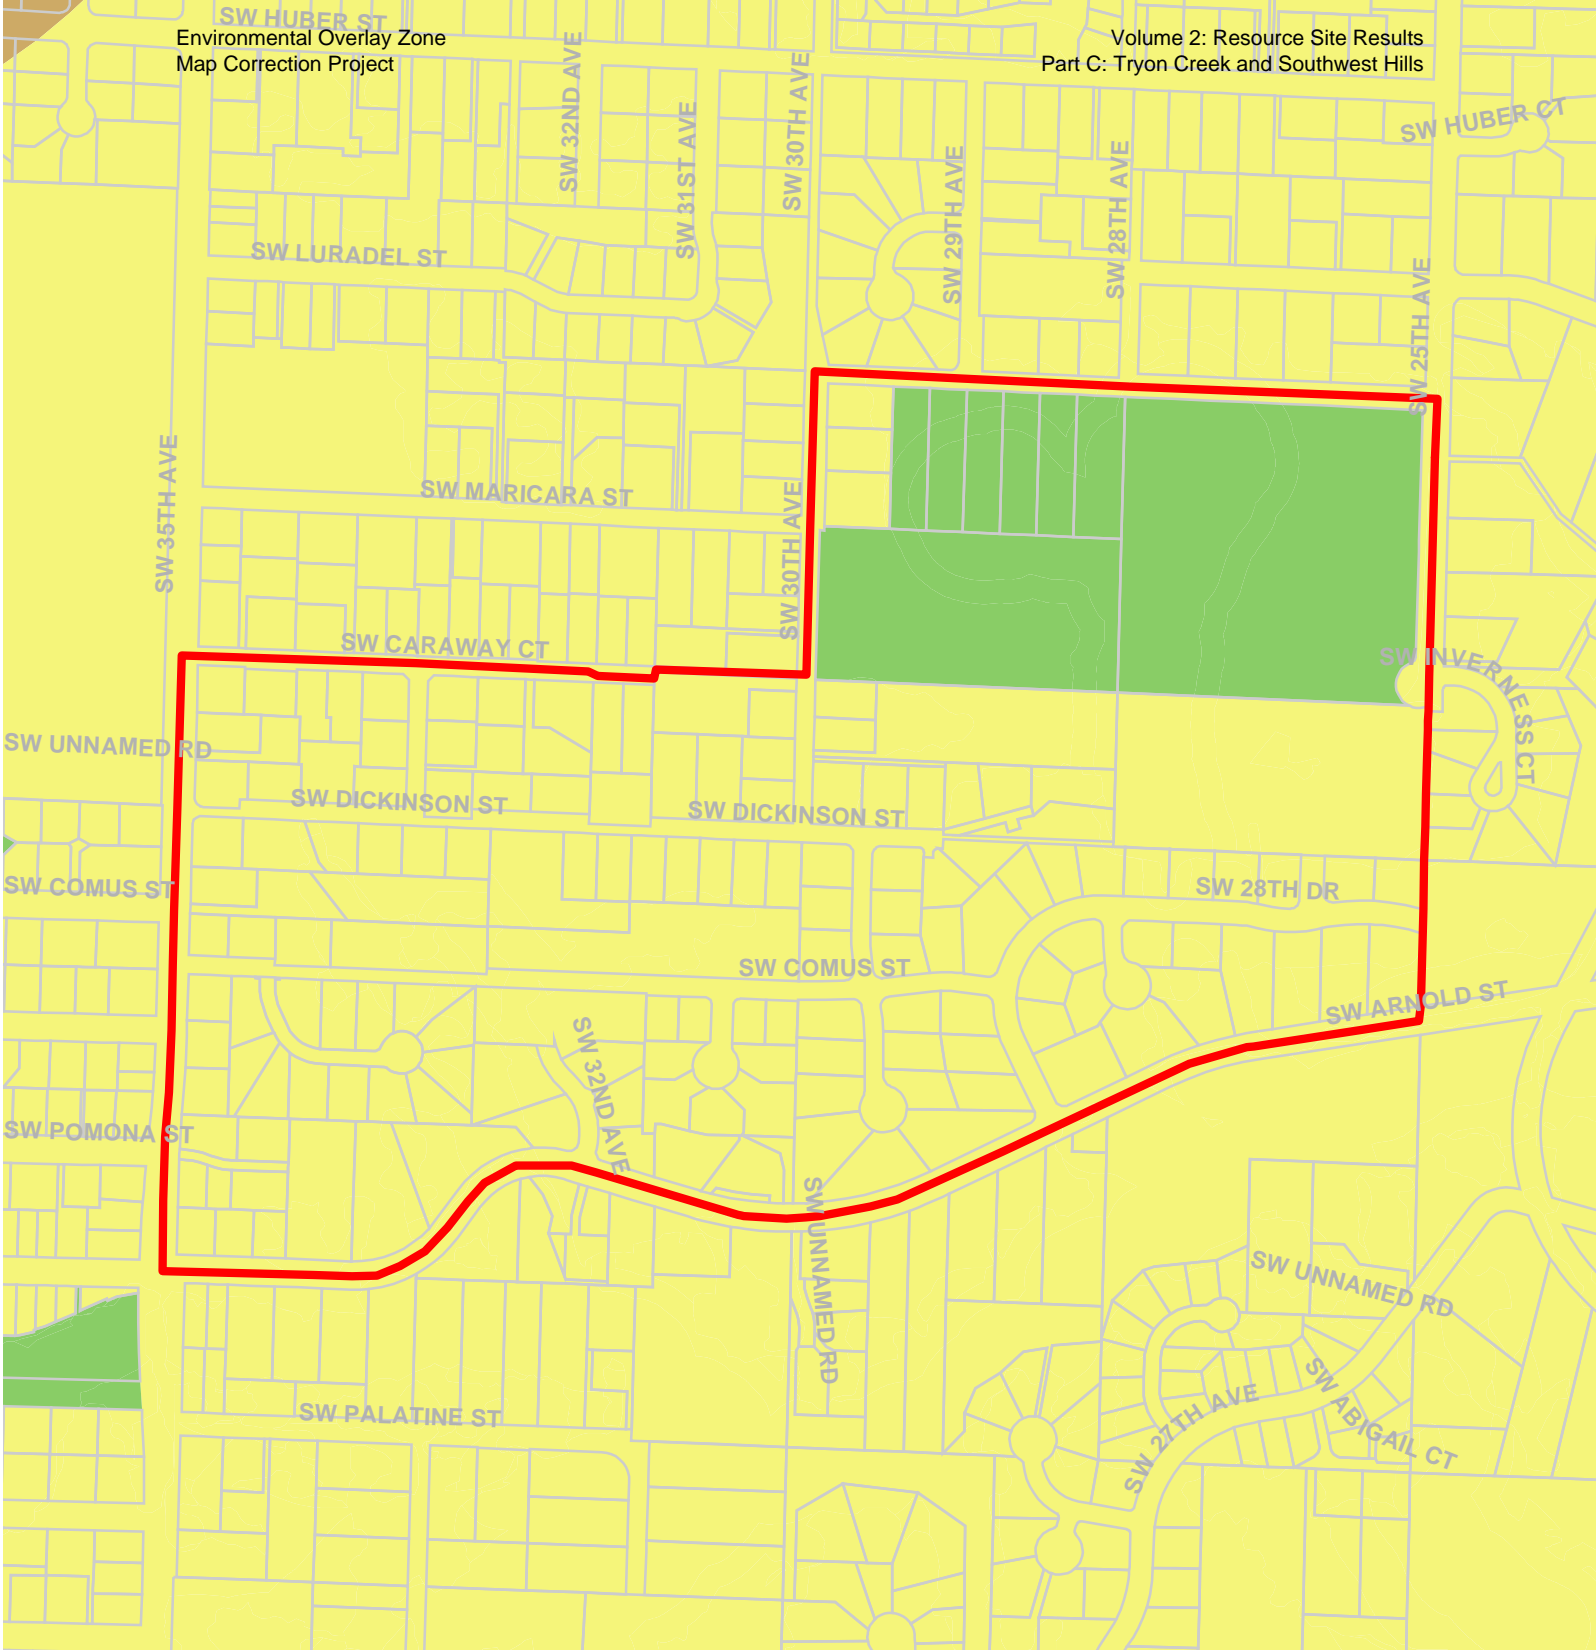 SW HUBER ST
Environmental Overlay Zone
Map Correction Project
Volume 2: Resource Site Results
Part C: Tryon Creek and Southwest Hills
SW HUBER CT
SW 32ND AVE
SW 31ST AVE
SW 30TH AVE
SW 29TH AVE
SW 28TH AVE
SW 25TH AVE
SW LURADEL ST
SW 35TH AVE
SW MARICARA ST
SW 30TH AVE
SW CARAWAY CT
SW INVERNESS CT
SW UNNAMED RD
SW DICKINSON ST
SW DICKINSON ST
SW COMUS ST
SW 28TH DR
SW COMUS ST
SW ARNOLD ST
SW 32ND AVE
SW POMONA ST
SW UNNAMED RD
SW UNNAMED RD
SW PALATINE ST
SW 27TH AVE
SW ABIGAIL CT